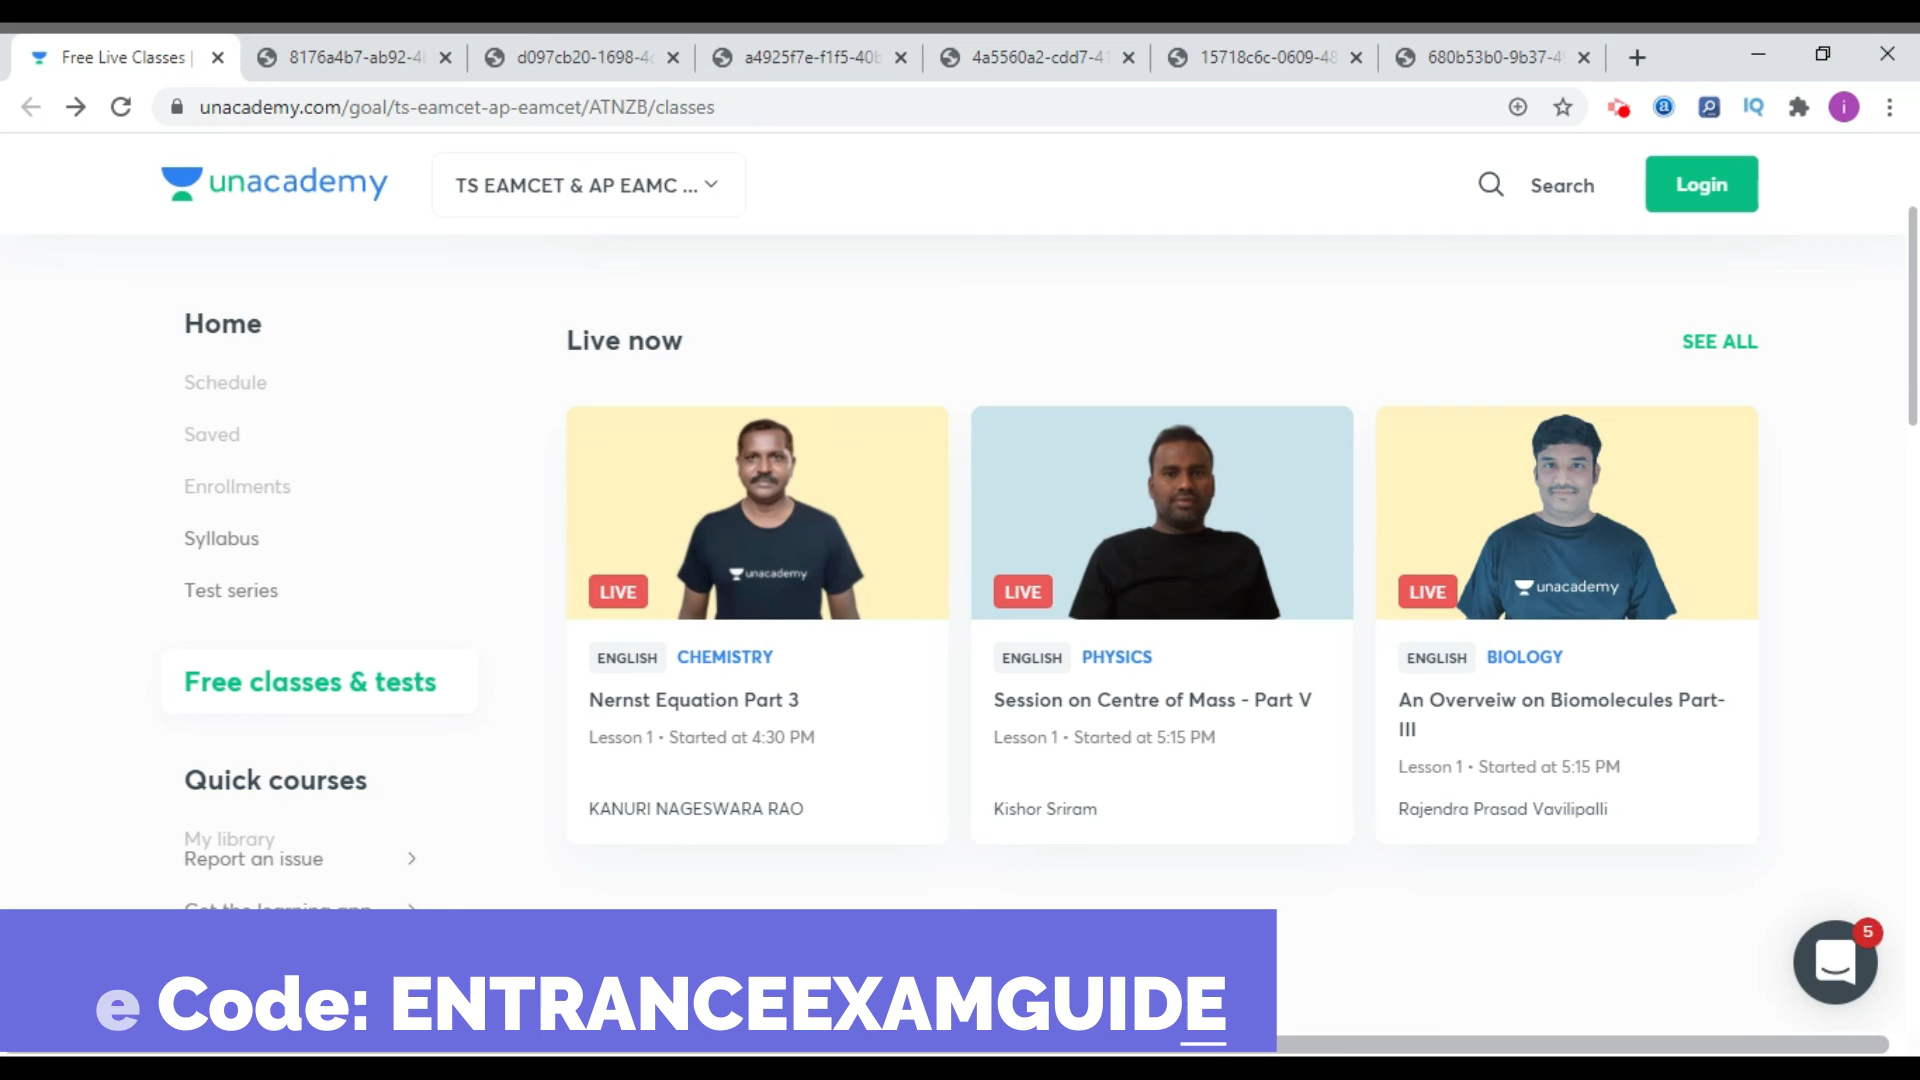 Free Live Classes |
8176a4b7-ab92-4
d097cb20-1698-4
a4925f7e-f1f5-40
4a5560a2-cdd7-4
15718c6c-0609-48
680b53b0-9b37-4
unacademy.com/goal/ts-eamcet-ap-eamcet/ATNZB/classes
a
IQ
i
unacademy
TS EAMCET & AP EAMC ...
Search
Login
Home
Schedule
Saved
Enrollments
Syllabus
Test series
Free classes & tests
Quick courses
My library
Report an issue
Get the learning app
Live now
SEE ALL
unacademy
LIVE
ENGLISH CHEMISTRY
Nernst Equation Part 3
Lesson 1 • Started at 4:30 PM
KANURI NAGESWARA RAO
LIVE
ENGLISH PHYSICS
Session on Centre of Mass - Part V
Lesson 1 • Started at 5:15 PM
Kishor Sriram
unacademy
LIVE
ENGLISH BIOLOGY
An Overveiw on Biomolecules Part-
III
Lesson 1 • Started at 5:15 PM
Rajendra Prasad Vavilipalli
5
e Code: ENTRANCEEXAMGUIDE